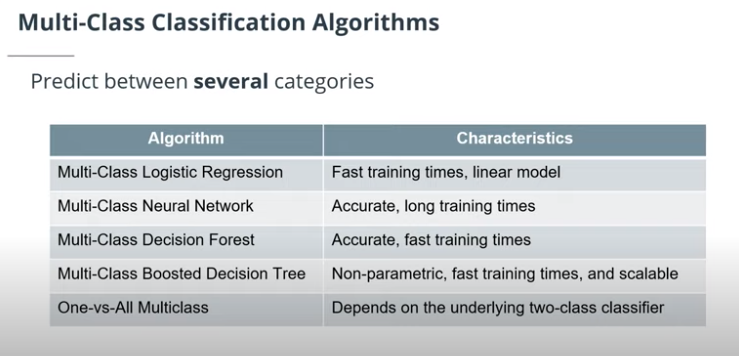 Multi-Class Classification Algorithms
Predict between several categories
Algorithm Characteristics
Multi-Class Logistic Regression Fast training times, linear model
Multi-Class Neural Network Accurate, long training times
Multi-Class Decision Forest Accurate, fast training times
Multi-Class Boosted Decision Tree Non-parametric, fast training times, and scalable
One-vs-All Multiclass Depends on the underlying two-class classifier